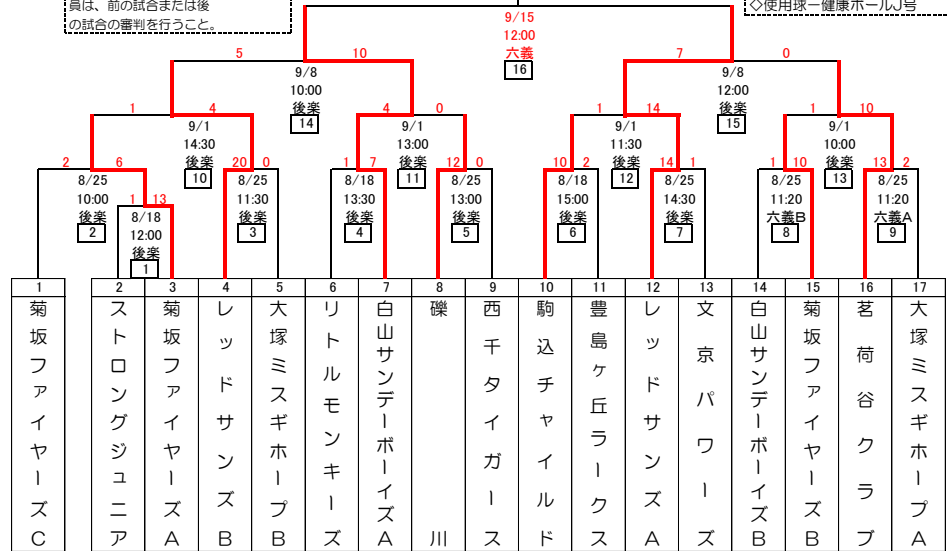 員は、前の試合または後
の試合の審判を行うこと。
◇使用球ー健康ボールJ号
9/15
12:00
六義
16
5 10
9/8
10:00
後楽
14
7 0
9/8
12:00
後楽
15
1 4
9/1
14:30
後楽
10
4 0
9/1
13:00
後楽
11
1 14
9/1
11:30
後楽
12
1 10
9/1
10:00
後楽
13
2 6
8/25
10:00
後楽
2
20 0
8/25
11:30
後楽
3
1 7
8/18
13:30
後楽
4
12 0
8/25
13:00
後楽
5
10 2
8/18
15:00
後楽
6
14 1
8/25
14:30
後楽
7
1 10
8/25
11:20
六義B
8
13 2
8/25
11:20
六義A
9
1 13
8/18
12:00
後楽
1
1
菊坂ファイヤーズC
2
ストロングジュニア
3
菊坂ファイヤーズA
4
レッドサンズB
5
大塚ミスギホープB
6
リトルモンキーズ
7
白山サンデーボーイズA
8
礫川
9
西千タイガース
10
駒込チャイルド
11
豊島ヶ丘ラークス
12
レッドサンズA
13
文京パワーズ
14
白山サンデーボーイズB
15
菊坂ファイヤーズB
16
茗荷谷クラブ
17
大塚ミスギホープA